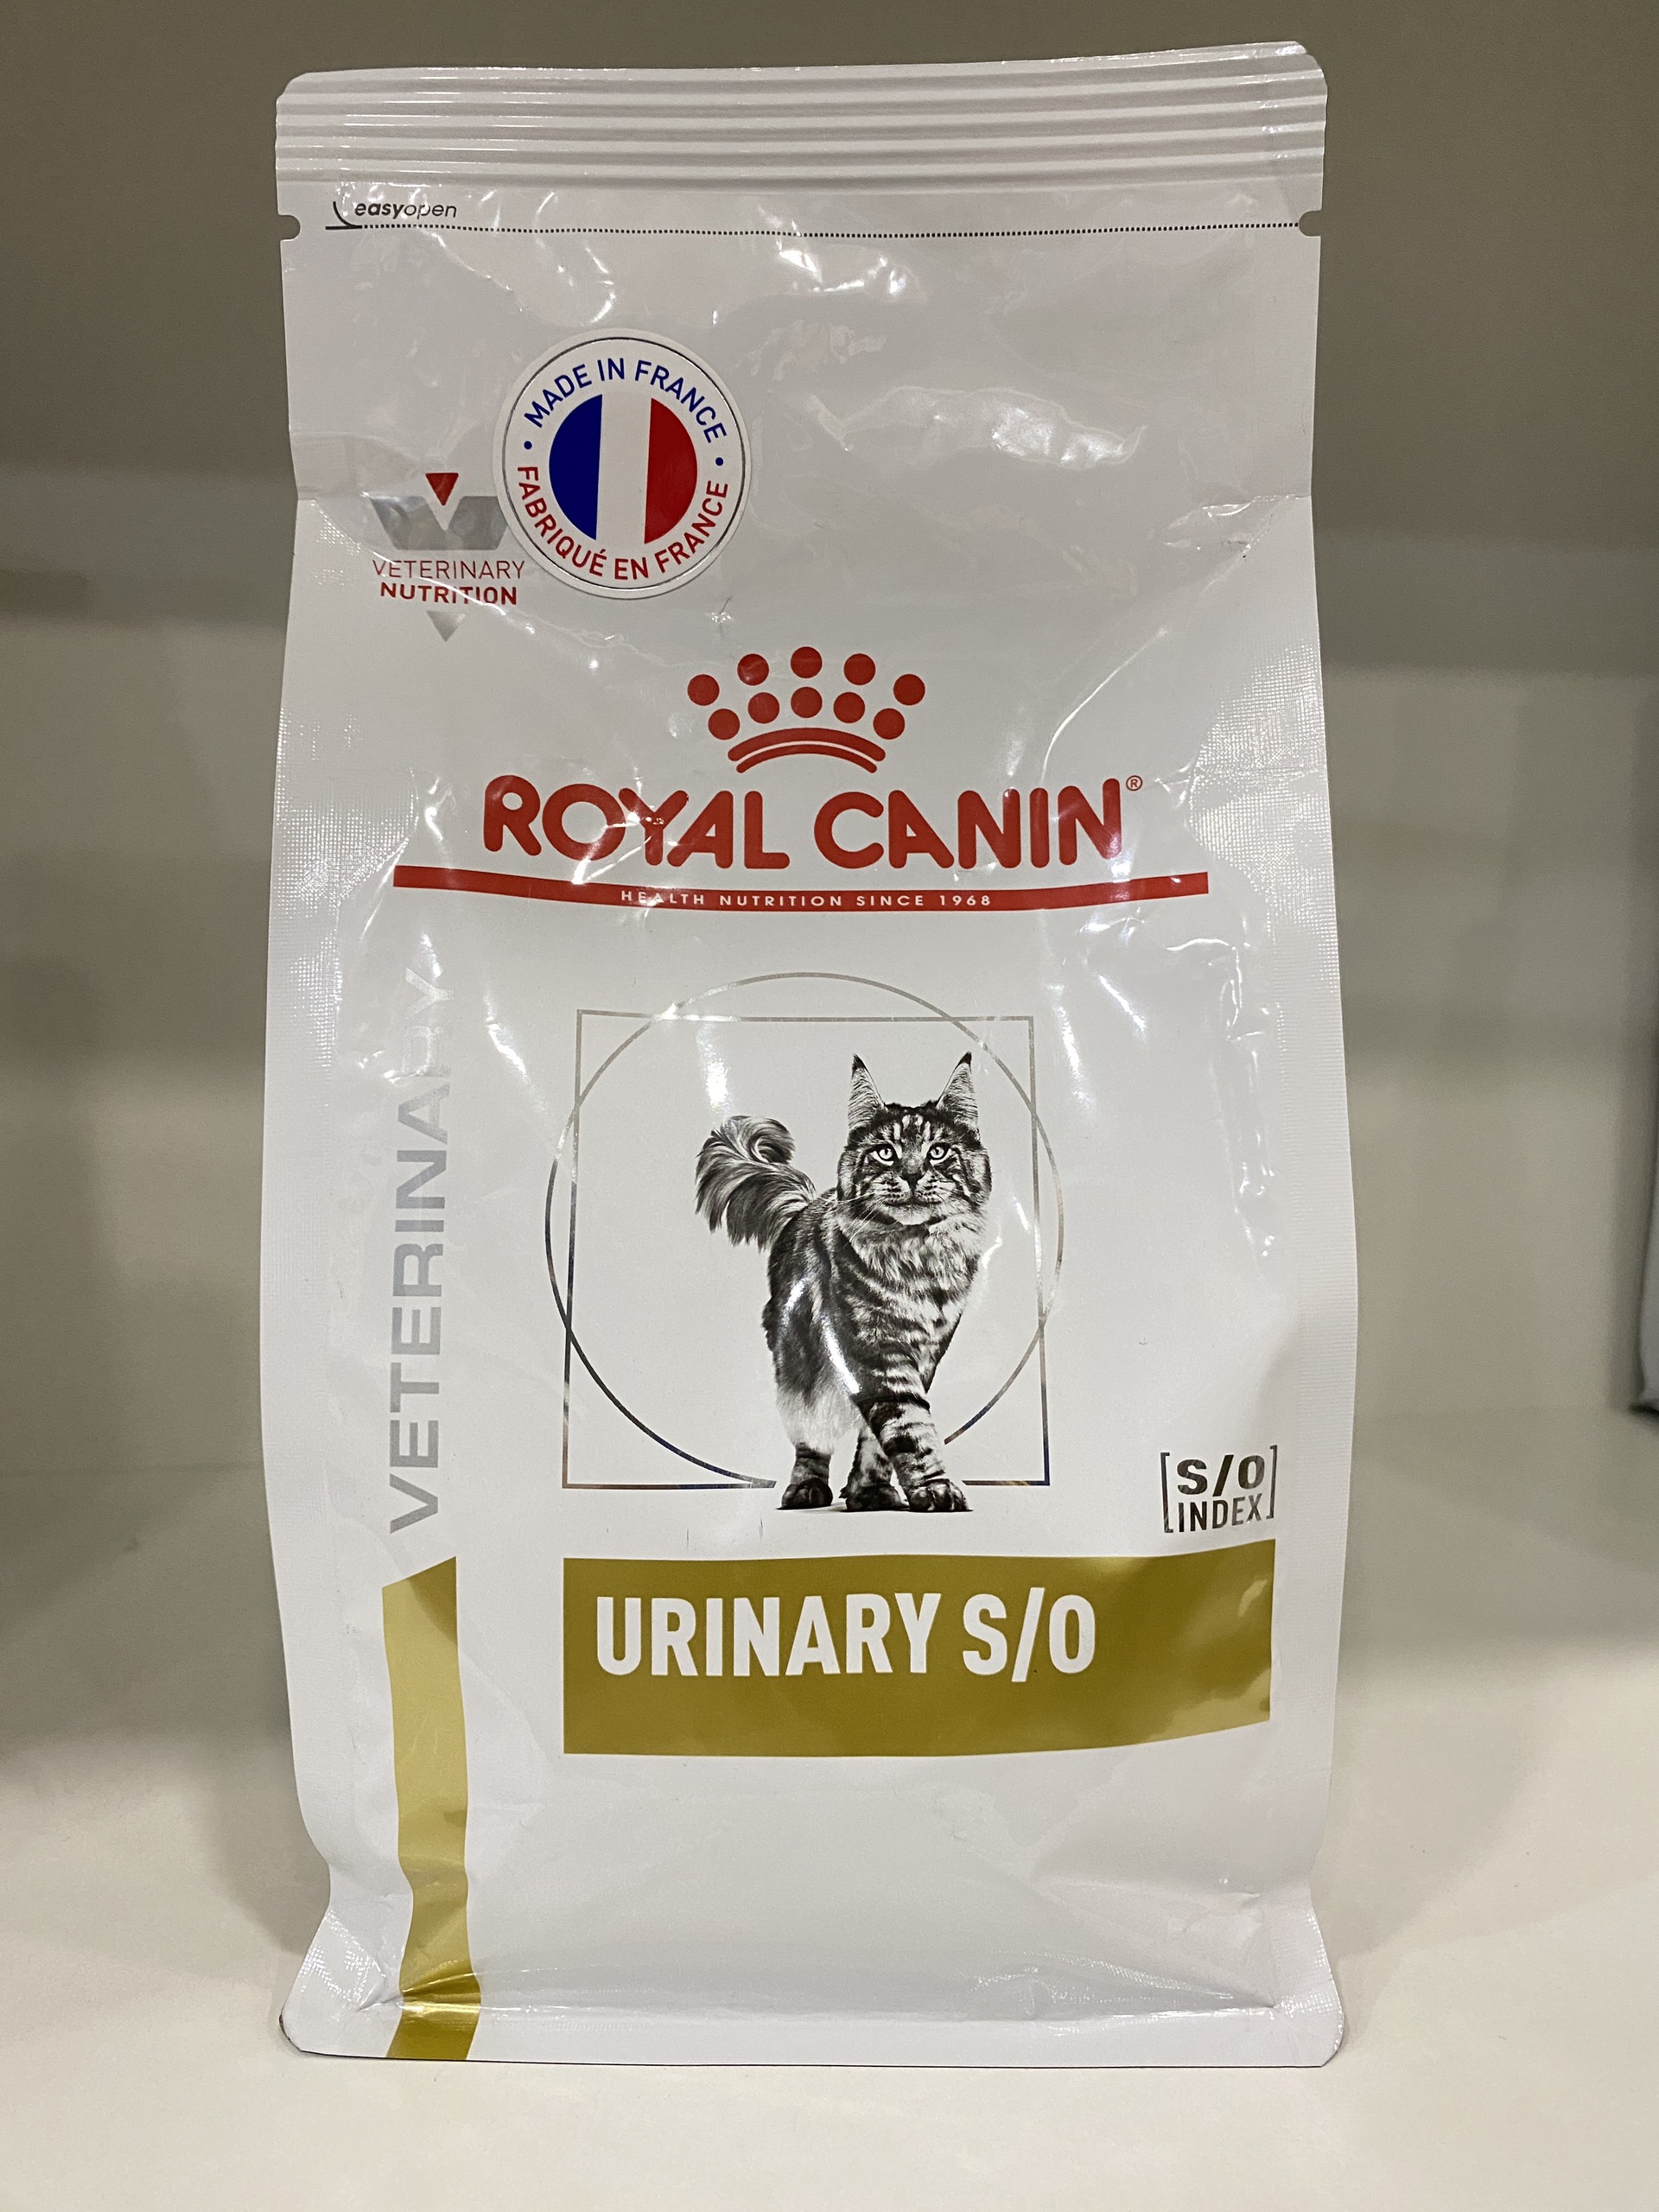 easyopen
• MADE IN FRANCE •
FABRIQUÉ EN FRANCE
VETERINARY
NUTRITION
ROYAL CANIN®
HEALTH NUTRITION SINCE 1968
VETERINARY
S/O
INDEX
URINARY S/O